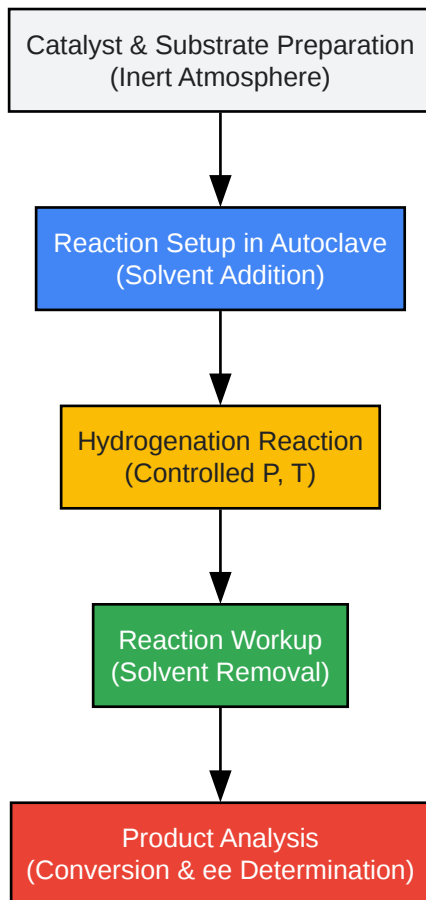 Catalyst & Substrate Preparation
(Inert Atmosphere)
Reaction Setup in Autoclave
(Solvent Addition)
Hydrogenation Reaction
(Controlled P, T)
Reaction Workup
(Solvent Removal)
Product Analysis
(Conversion & ee Determination)